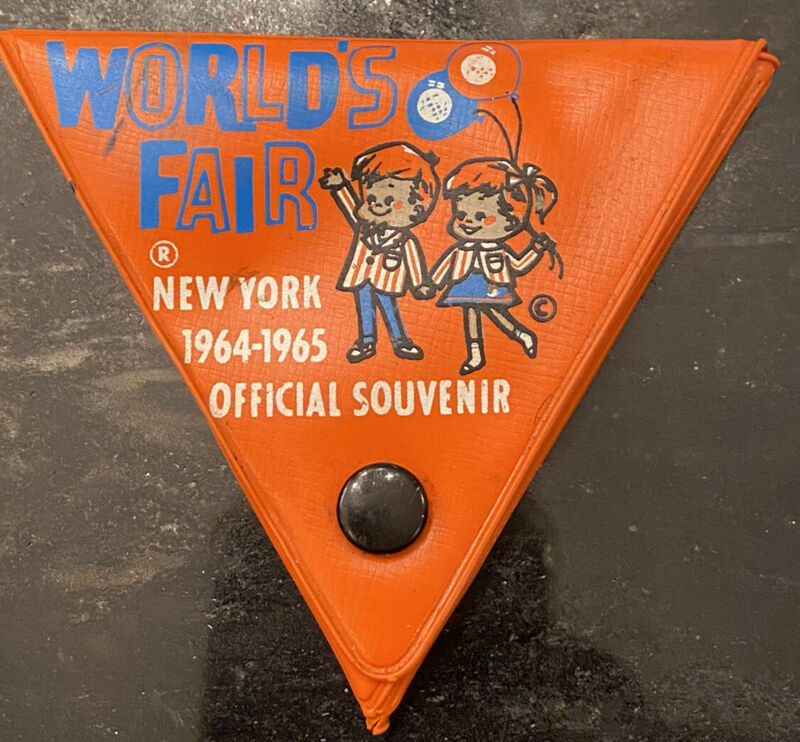 WORLD'S
FAIR
®
NEW YORK
1964-1965
©
OFFICIAL SOUVENIR